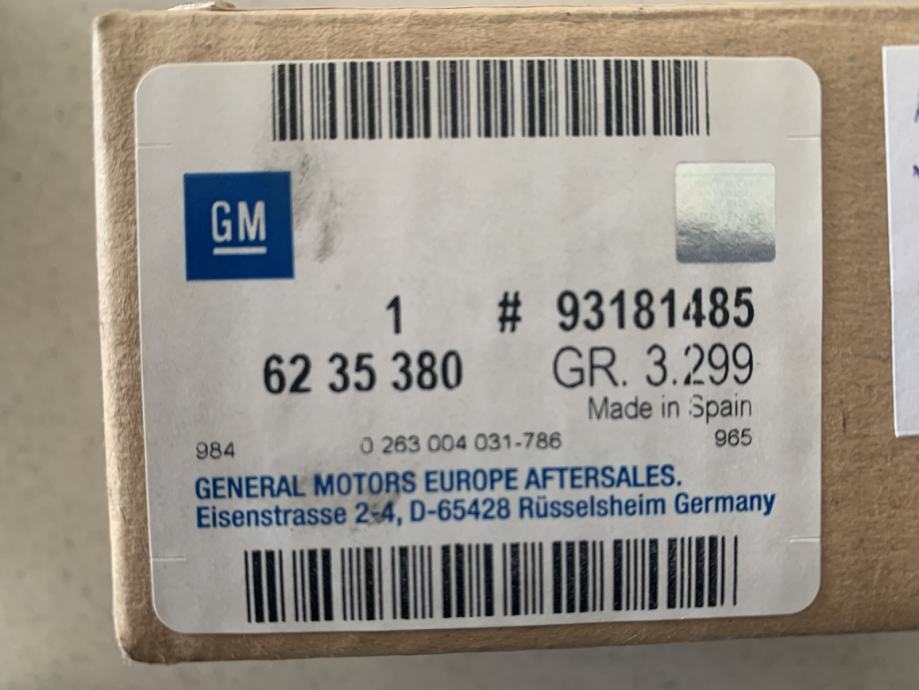 GM
1 # 93181485
62 35 380 GR. 3.299
Made in Spain
984 0 263 004 031-786 965
GENERAL MOTORS EUROPE AFTERSALES.
Eisenstrasse 2-4, D-65428 Rüsselsheim Germany